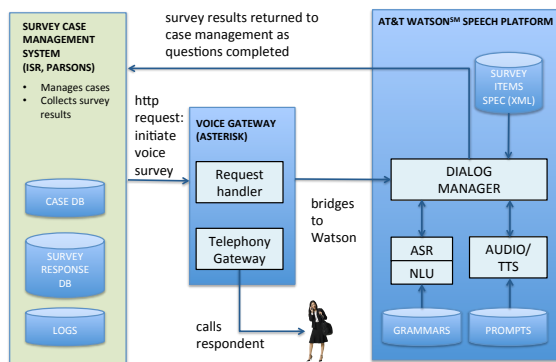 SURVEY CASE
MANAGEMENT
SYSTEM
(ISR, PARSONS)
• Manages cases
• Collects survey
results
CASE DB
SURVEY
RESPONSE
DB
LOGS
survey results returned to
case management as
questions completed
http
request:
initiate
voice
survey
VOICE GATEWAY
(ASTERISK)
Request
handler
Telephony
Gateway
calls
respondent
bridges
to
Watson
AT&T WATSON℠ SPEECH PLATFORM
SURVEY
ITEMS
SPEC (XML)
DIALOG
MANAGER
ASR
NLU
AUDIO/
TTS
GRAMMARS
PROMPTS